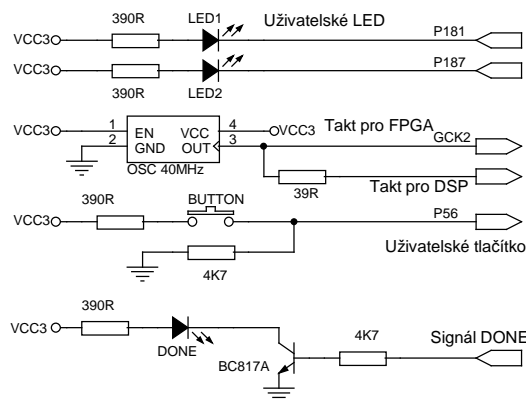 390R LED1 Uživatelské LED
VCC3 P181
VCC3 P187
390R LED2
VCC3 1 EN VCC 4 VCC3 Takt pro FPGA
2 GND OUT 3 GCK2
OSC 40MHz
39R Takt pro DSP
390R BUTTON
VCC3 P56
Uživatelské tlačítko
4K7
390R
VCC3 4K7 Signál DONE
DONE BC817A